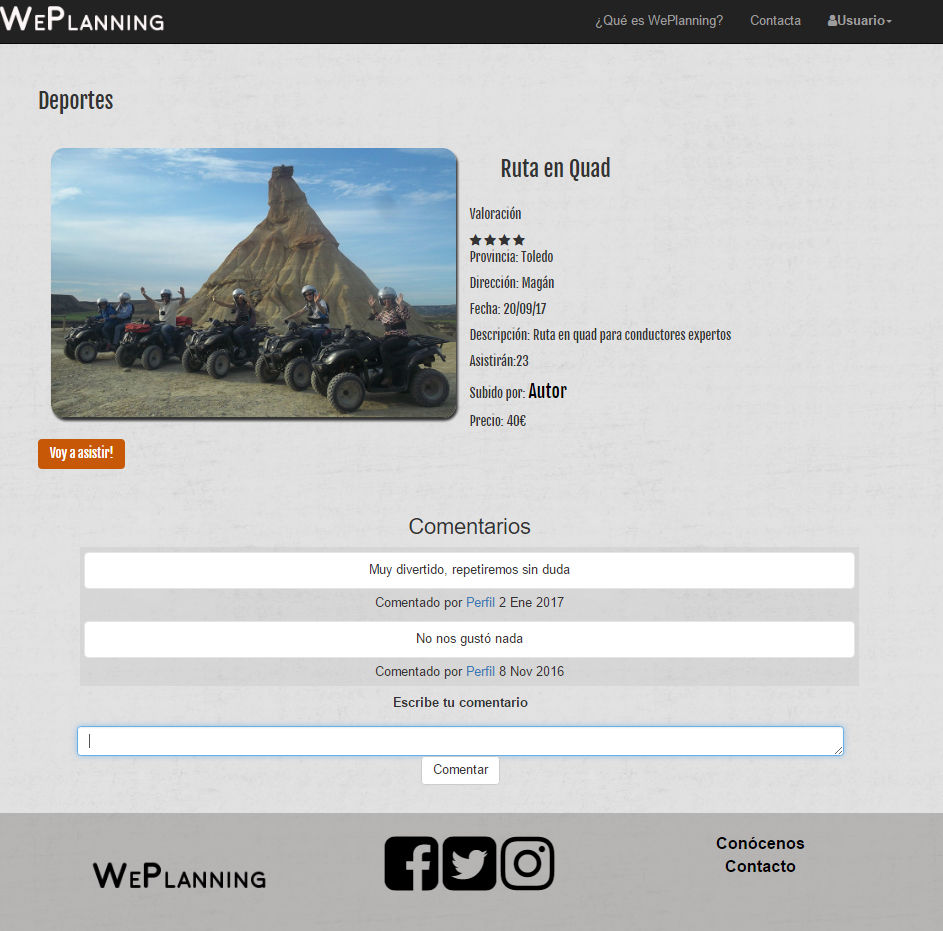 WEPLANNING
¿Qué es WePlanning? Contacta Usuario
Deportes
Ruta en Quad
Valoración
Provincia: Toledo
Dirección: Magán
Fecha: 20/09/17
Descripción: Ruta en quad para conductores expertos
Asistirán:23
Subido por: Autor
Precio: 40€
Voy a asistir!
Comentarios
Muy divertido, repetiremos sin duda
Comentado por Perfil 2 Ene 2017
No nos gustó nada
Comentado por Perfil 8 Nov 2016
Escribe tu comentario
Comentar
WEPLANNING
Conócenos
Contacto